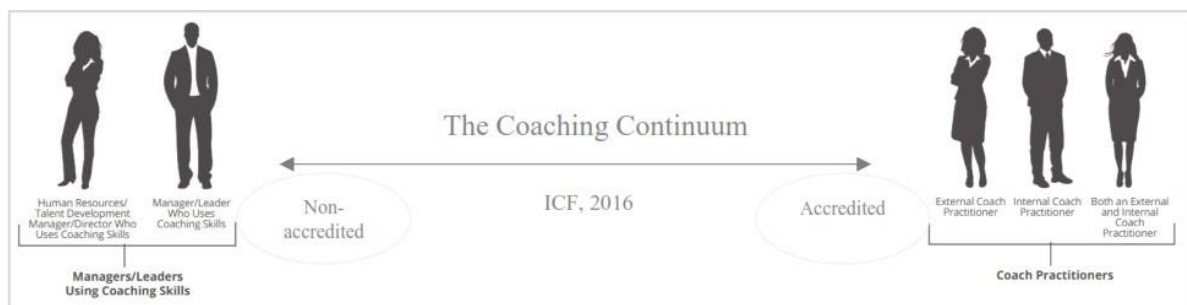 The Coaching Continuum
Human Resources/
Talent Development
Manager/Director Who
Uses Coaching Skills
Manager/Leader
Who Uses
Coaching Skills
Non-
accredited
ICF, 2016
Accredited
External Coach
Practitioner
Internal Coach
Practitioner
Both an External
and Internal
Coach
Practitioner
Managers/Leaders
Using Coaching Skills
Coach Practitioners